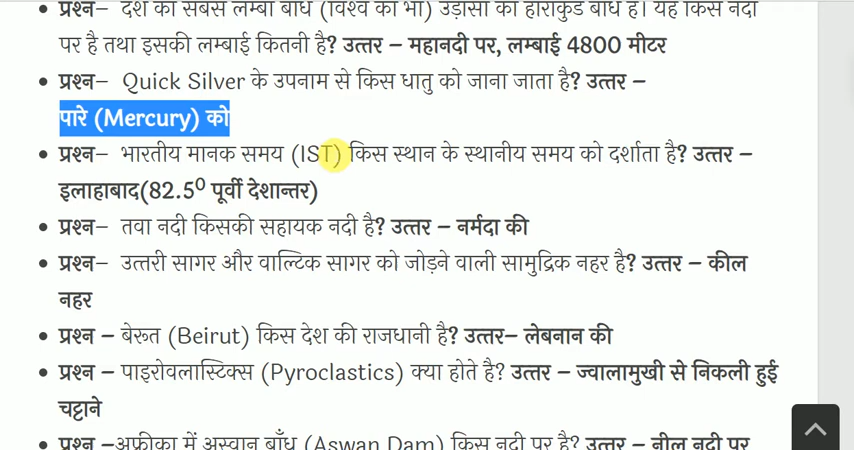 प्रश्न– देश का सबसे लम्बा बाँध (विश्व का भी) उड़ीसा का हीराकुंड बाँध है। यह किस नदी
पर है तथा इसकी लम्बाई कितनी है? उत्तर – महानदी पर, लम्बाई 4800 मीटर
प्रश्न– Quick Silver के उपनाम से किस धातु को जाना जाता है? उत्तर –
पारे (Mercury) को
प्रश्न– भारतीय मानक समय (IST) किस स्थान के स्थानीय समय को दर्शाता है? उत्तर –
इलाहाबाद(82.5⁰ पूर्वी देशान्तर)
प्रश्न– तवा नदी किसकी सहायक नदी है? उत्तर – नर्मदा की
प्रश्न– उत्तरी सागर और वाल्टिक सागर को जोड़ने वाली सामुद्रिक नहर है? उत्तर – कील
नहर
प्रश्न – बेरूत (Beirut) किस देश की राजधानी है? उत्तर– लेबनान की
प्रश्न – पाइरोक्लास्टिक्स (Pyroclastics) क्या होते है? उत्तर – ज्वालामुखी से निकली हुई
चट्टाने
प्रश्न –अफ्रीका में अस्वान बाँध (Aswan Dam) किस नदी पर है? उत्तर – नील नदी पर